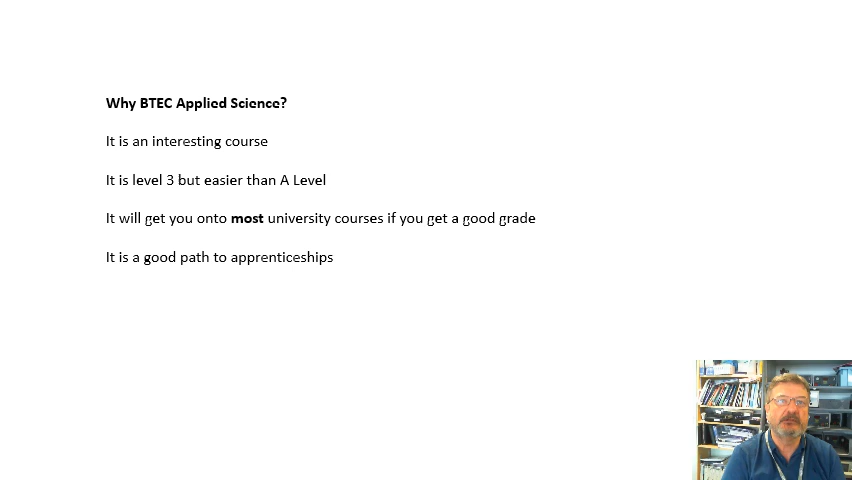 Why BTEC Applied Science?
It is an interesting course
It is level 3 but easier than A Level
It will get you onto most university courses if you get a good grade
It is a good path to apprenticeships